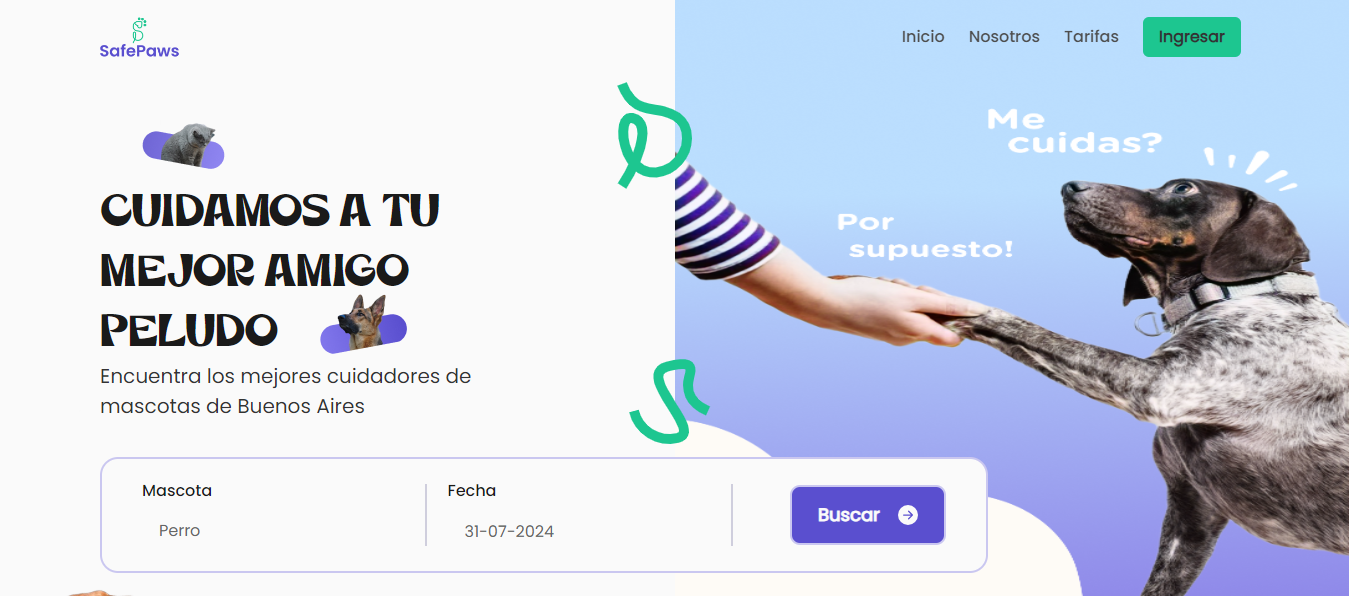 SafePaws
Inicio
Nosotros
Tarifas
Ingresar
CUIDAMOS A TU
MEJOR AMIGO
PELUDO
Encuentra los mejores cuidadores de
mascotas de Buenos Aires
Me
cuidas?
Por
supuesto!
Mascota
Perro
Fecha
31-07-2024
Buscar